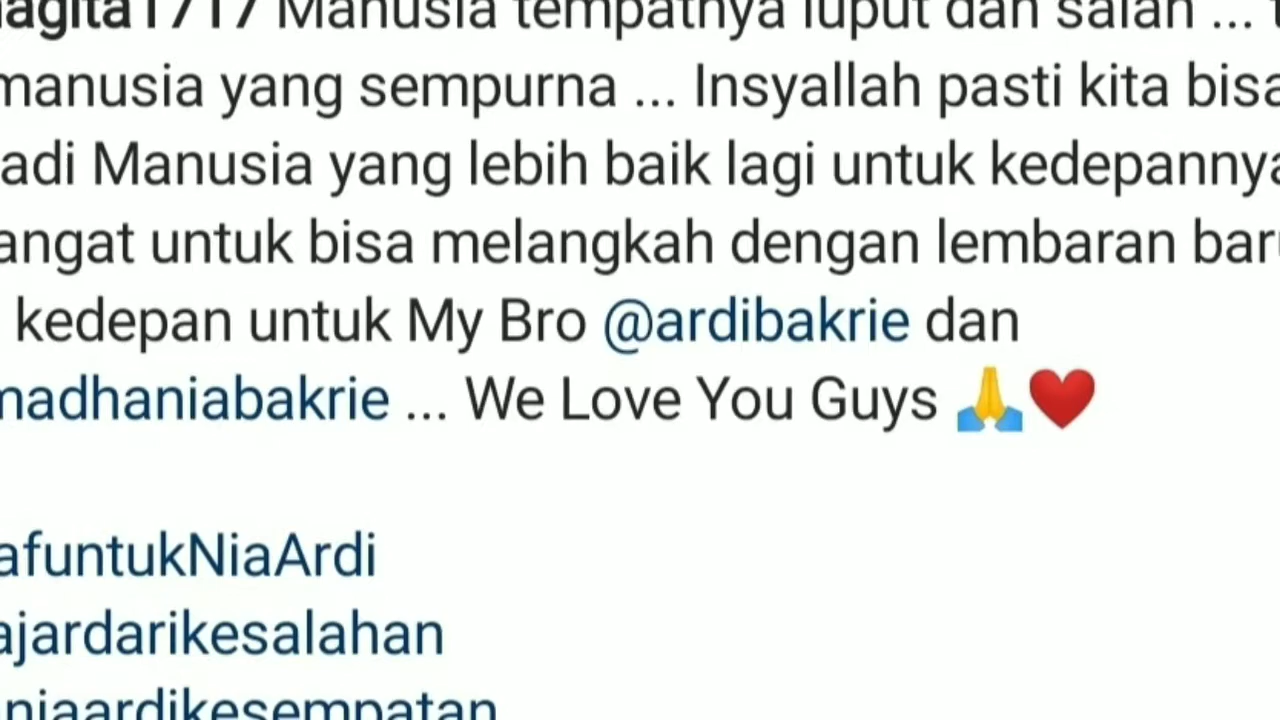 Manusia tempatnya luput dan salah ...
manusia yang sempurna ... Insyallah pasti kita bisa
adi Manusia yang lebih baik lagi untuk kedepannya
angat untuk bisa melangkah dengan lembaran baru
kedepan untuk My Bro @ardibakrie dan
madhaniabakrie ... We Love You Guys 🙏❤️
afuntukNiaArdi
ajardarikesalahan
niaardikesempatan